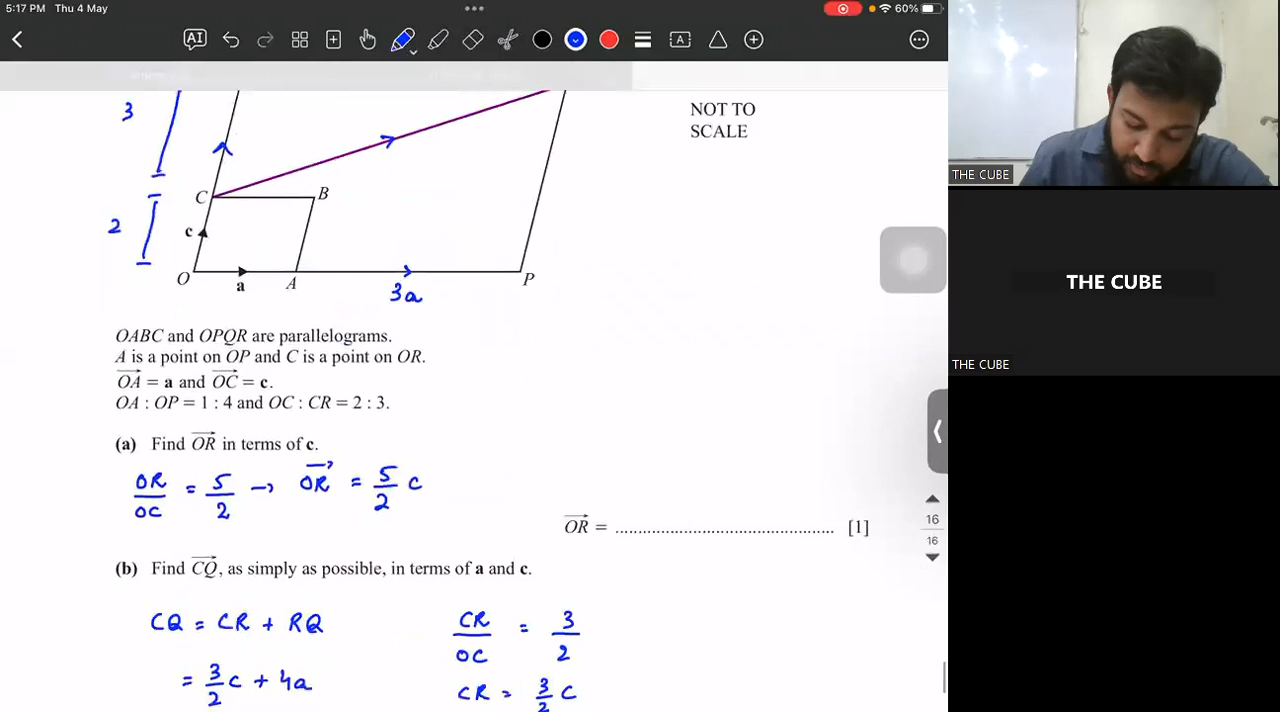 5:17 PM Thu 4 May
60%
AI
A
3
NOT TO
SCALE
C
B
2
c
O
a
A
P
3a
OABC and OPQR are parallelograms.
A is a point on OP and C is a point on OR.
OA = a and OC = c.
OA : OP = 1 : 4 and OC : CR = 2 : 3.
(a) Find OR in terms of c.
OR/OC = 5/2 → OR = 5/2 c
OR = ................................................ [1]
(b) Find CQ, as simply as possible, in terms of a and c.
CQ = CR + RQ
= 3/2 c + 4a
CR/OC = 3/2
CR = 3/2 c
16
16
THE CUBE
THE CUBE
THE CUBE